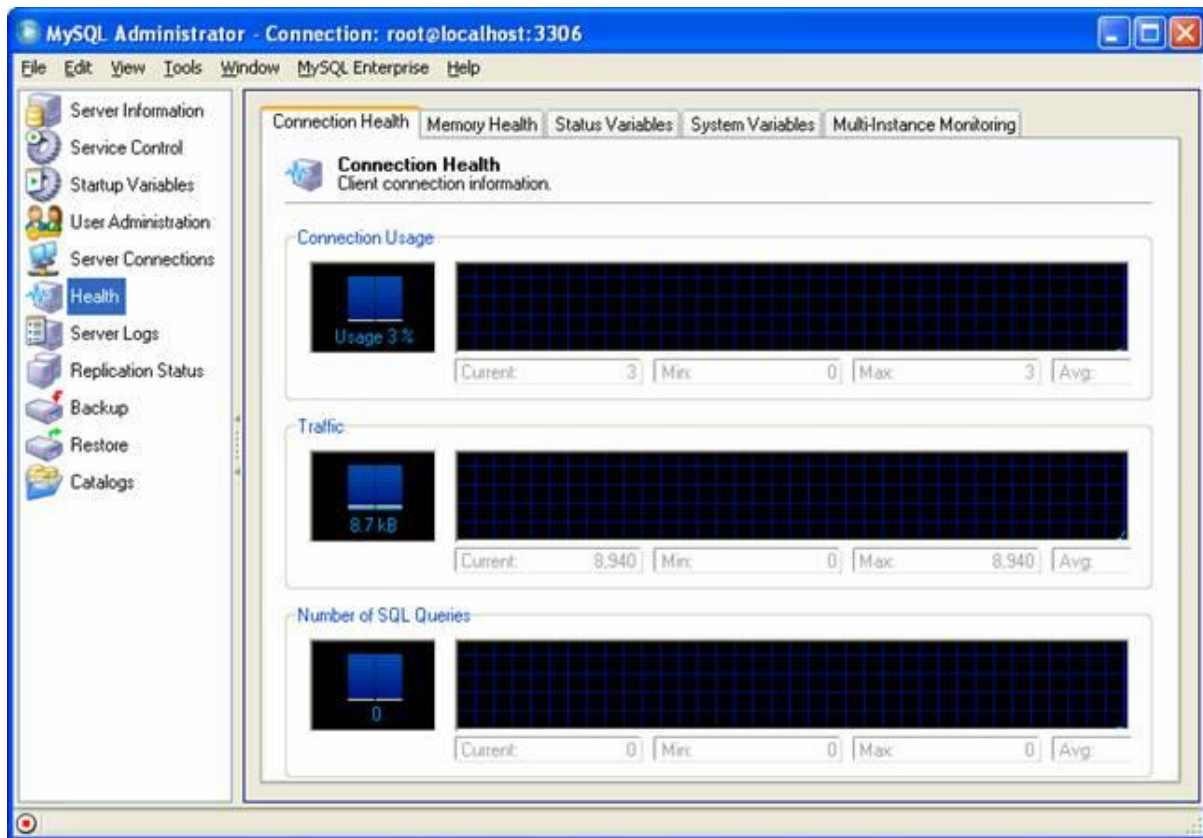 MySQL Administrator - Connection: root@localhost:3306
File Edit View Tools Window MySQL Enterprise Help
Server Information
Service Control
Startup Variables
User Administration
Server Connections
Health
Server Logs
Replication Status
Backup
Restore
Catalogs
Connection Health Memory Health Status Variables System Variables Multi-Instance Monitoring
Connection Health
Client connection information.
Connection Usage
Usage 3 %
Current: 3 Min: 0 Max: 3 Avg:
Traffic
8.7 kB
Current: 8,940 Min: 0 Max: 8,940 Avg:
Number of SQL Queries
0
Current: 0 Min: 0 Max: 0 Avg: